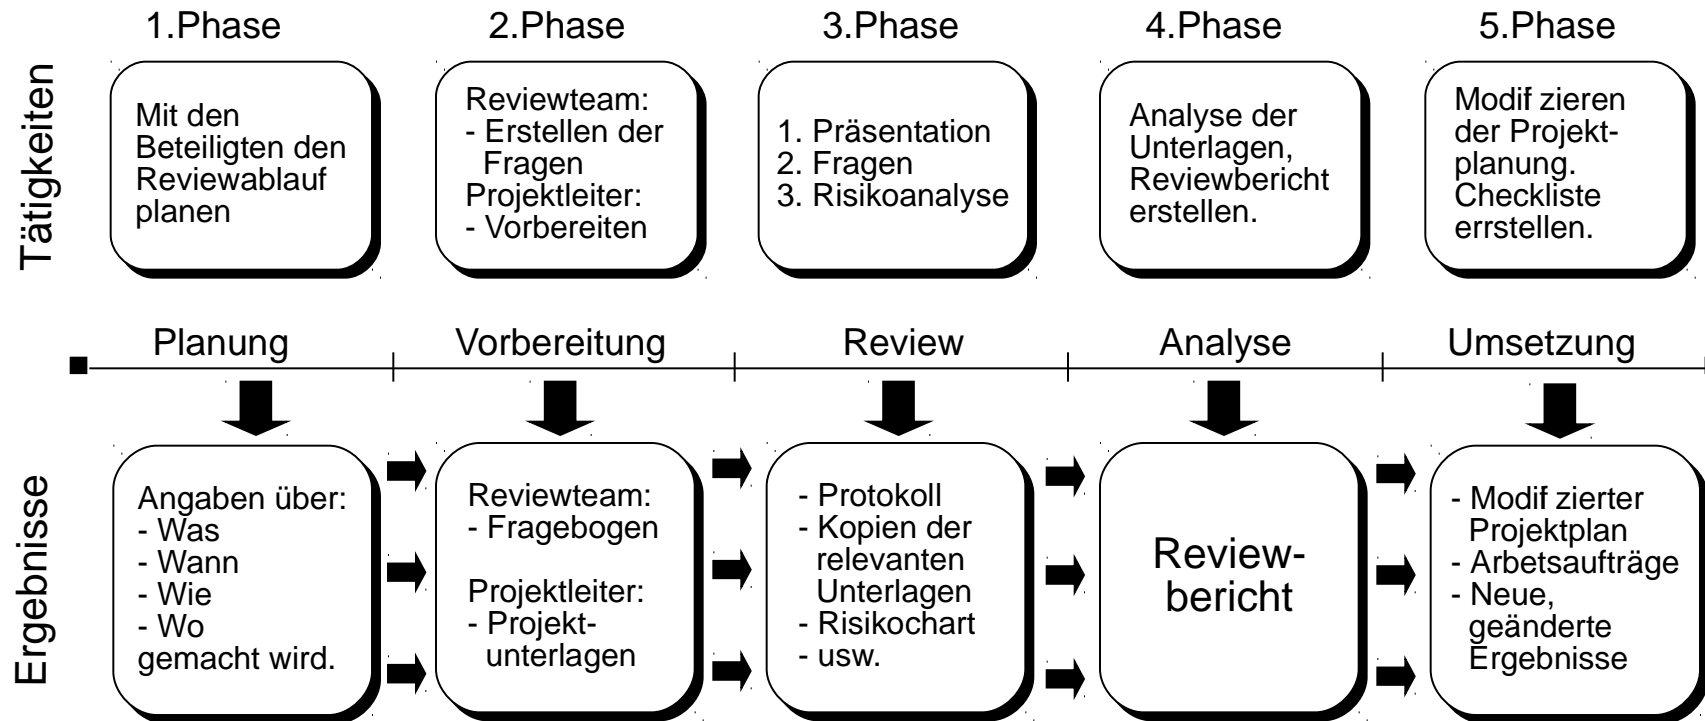 1.Phase
2.Phase
3.Phase
4.Phase
5.Phase
Tätigkeiten
Mit den
Beteiligten den
Reviewablauf
planen
Reviewteam:
- Erstellen der
Fragen
Projektleiter:
- Vorbereiten
1. Präsentation
2. Fragen
3. Risikoanalyse
Analyse der
Unterlagen,
Reviewbericht
erstellen.
Modif zieren
der Projekt-
planung.
Checkliste
errstellen.
Planung
Vorbereitung
Review
Analyse
Umsetzung
Ergebnisse
Angaben über:
- Was
- Wann
- Wie
- Wo
gemacht wird.
Reviewteam:
- Fragebogen
Projektleiter:
- Projekt-
unterlagen
- Protokoll
- Kopien der
relevanten
Unterlagen
- Risikochart
- usw.
Review-
bericht
- Modif zierter
Projektplan
- Arbetsaufträge
- Neue,
geänderte
Ergebnisse